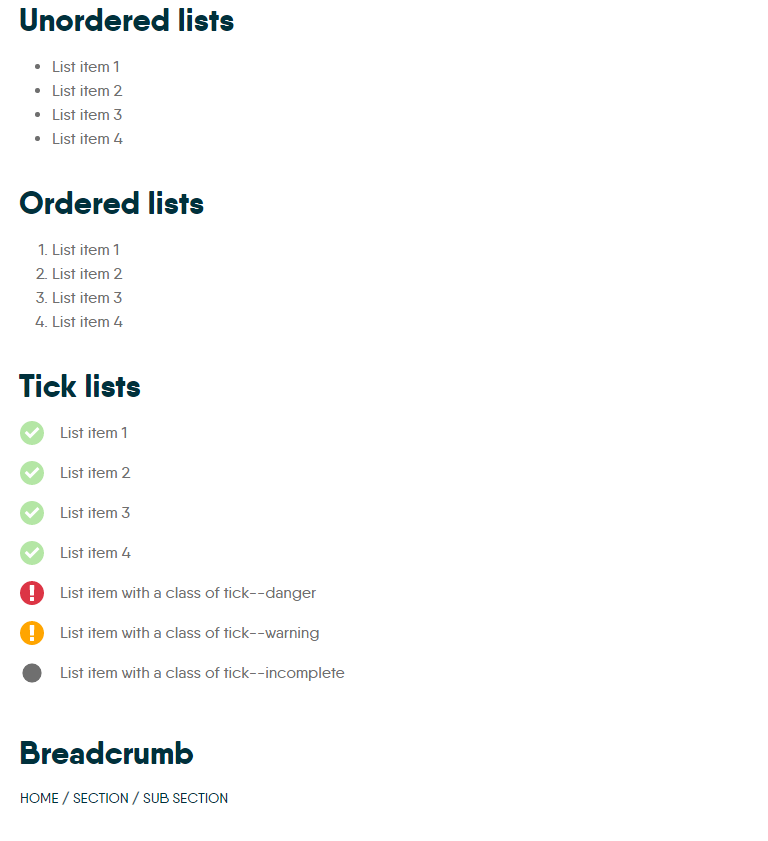 Unordered lists
• List item 1
• List item 2
• List item 3
• List item 4
Ordered lists
1. List item 1
2. List item 2
3. List item 3
4. List item 4
Tick lists
List item 1
List item 2
List item 3
List item 4
List item with a class of tick--danger
List item with a class of tick--warning
List item with a class of tick--incomplete
Breadcrumb
HOME / SECTION / SUB SECTION